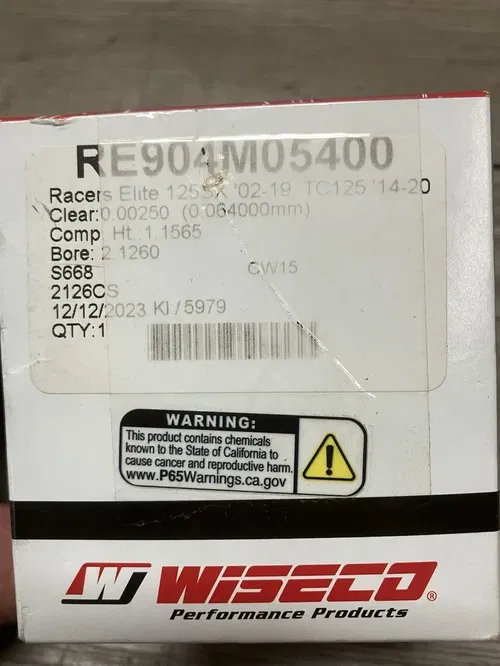 RE904M05400
Racers Elite 125SX '02-19 TC125 '14-20
Clear:0.00250 (0.064000mm)
Comp. Ht.:1.1565
Bore: 2.1260
S668 CW15
2126CS
12/12/2023 KI/5979
QTY:1
WARNING:
This product contains chemicals
known to the State of California to
cause cancer and reproductive harm.
www.P65Warnings.ca.gov
W WISECO®
Performance Products